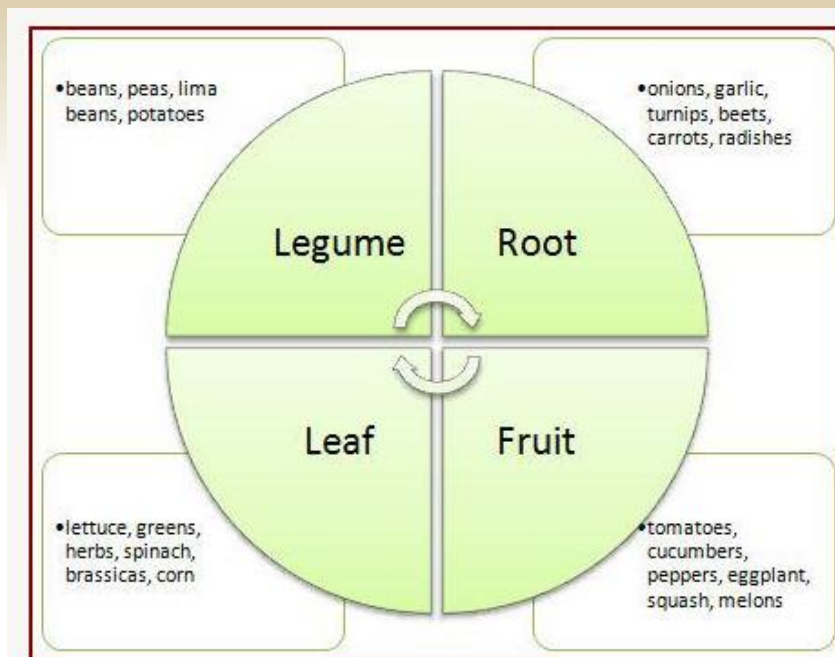 •beans, peas, lima
beans, potatoes
•onions, garlic,
turnips, beets,
carrots, radishes
Legume
Root
Leaf
Fruit
•lettuce, greens,
herbs, spinach,
brassicas, corn
•tomatoes,
cucumbers,
peppers, eggplant,
squash, melons